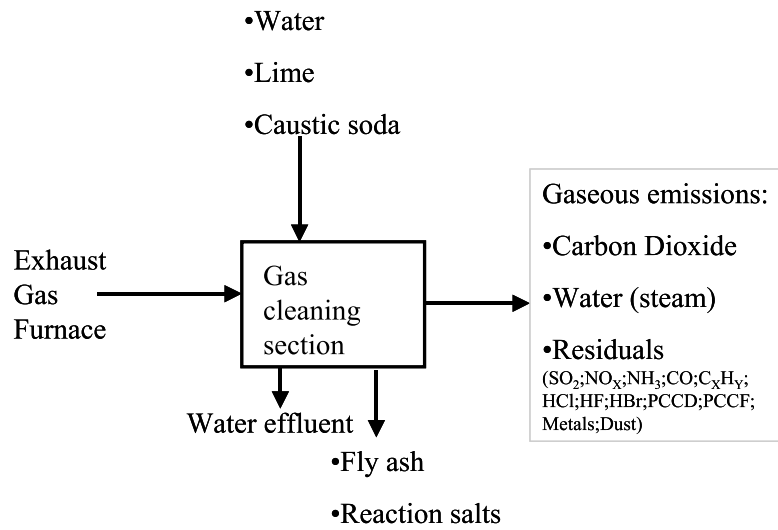 •Water
•Lime
•Caustic soda
Exhaust
Gas
Furnace
Gas
cleaning
section
Gaseous emissions:
•Carbon Dioxide
•Water (steam)
•Residuals
(SO₂;NOₓ;NH₃;CO;CₓHᵧ;
HCl;HF;HBr;PCCD;PCCF;
Metals;Dust)
Water effluent
•Fly ash
•Reaction salts